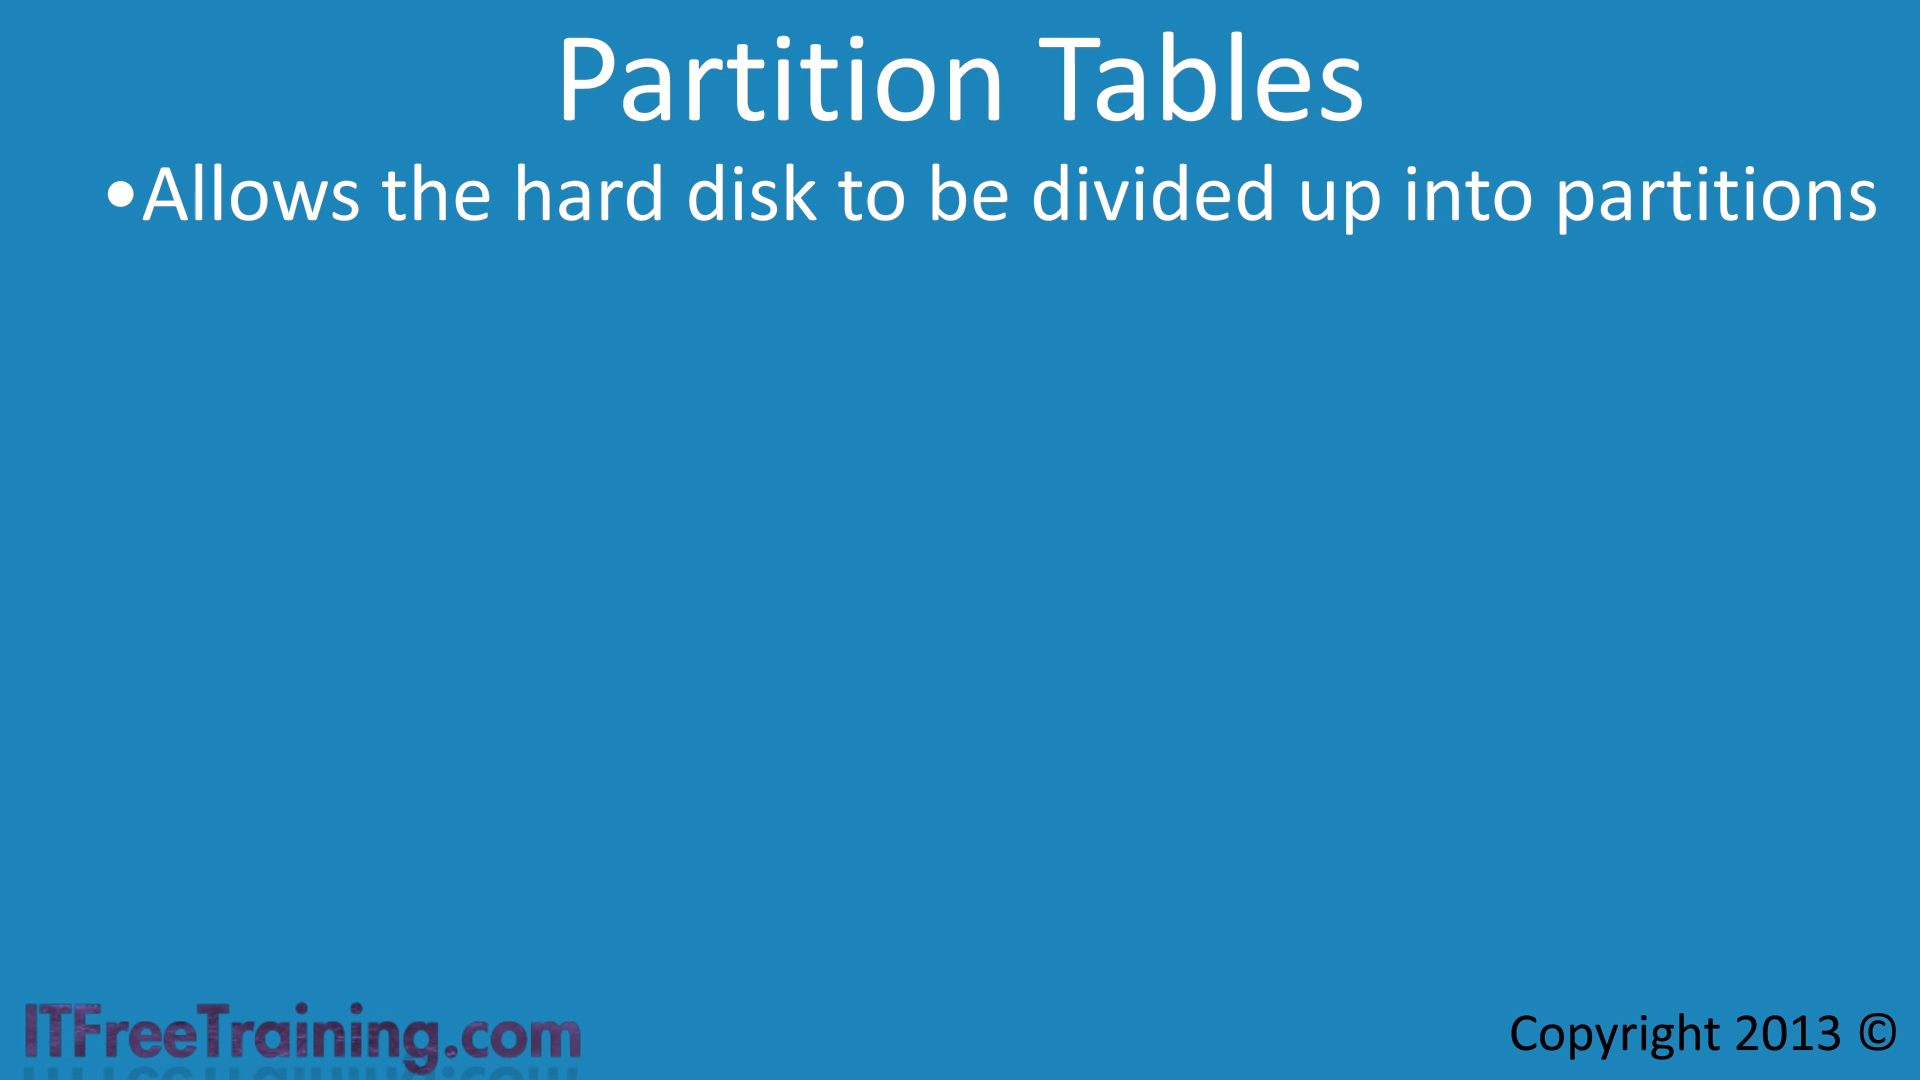 Partition Tables
•Allows the hard disk to be divided up into partitions
ITFreeTraining.com
Copyright 2013 ©